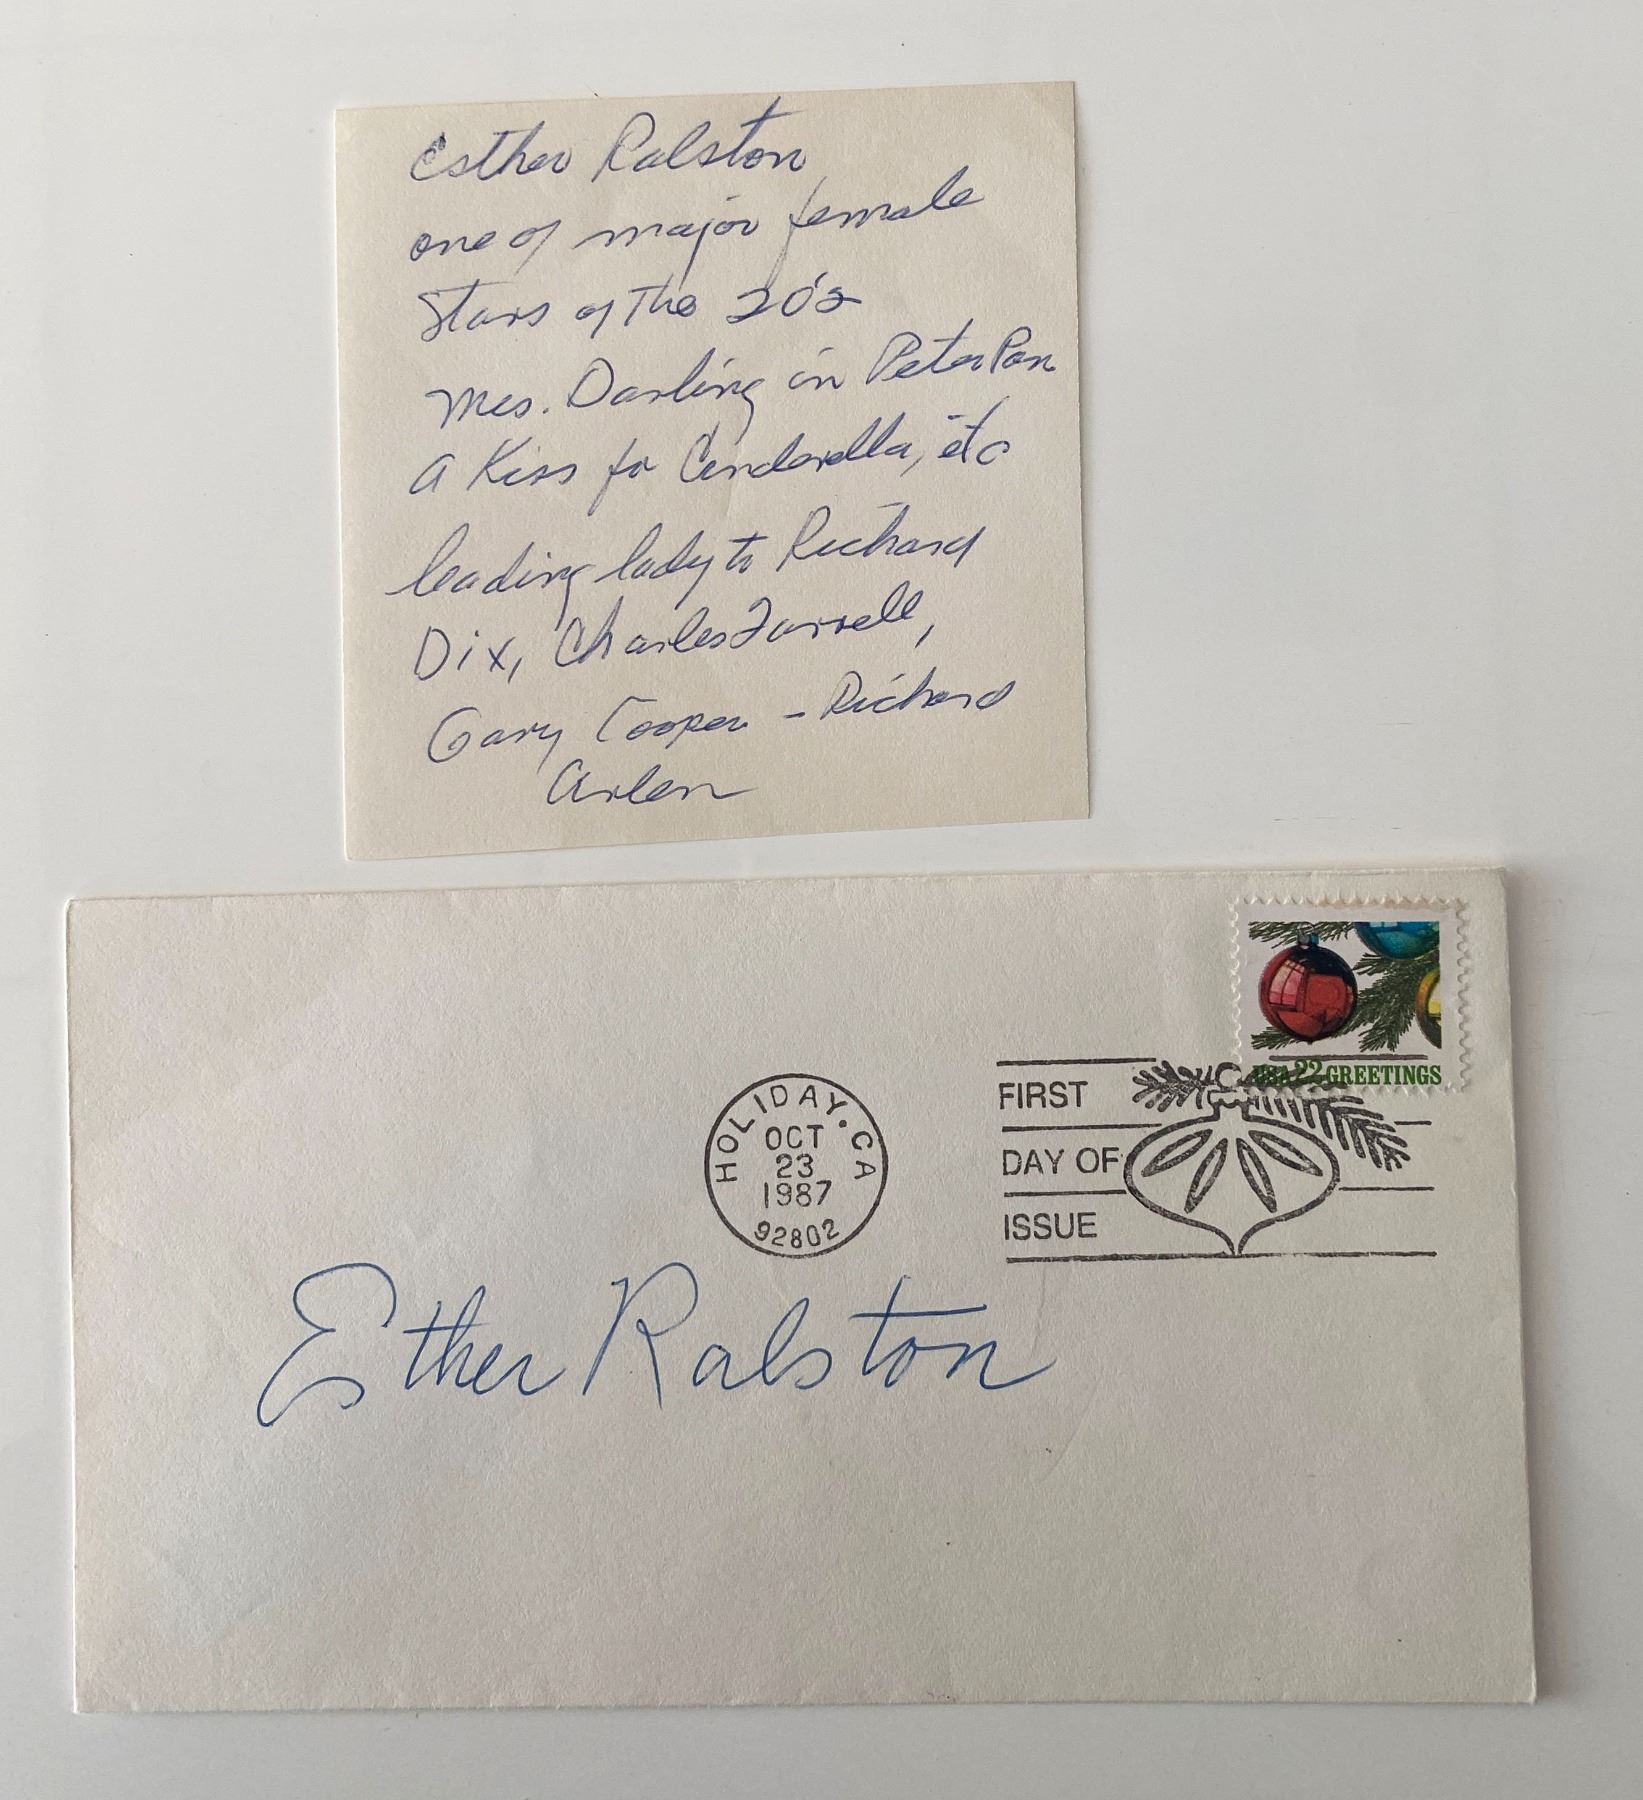 Esther Ralston
one of major female
Stars of The 20's
Mrs. Darling in Peter Pan
A Kiss for Cinderella, etc
leading lady to Richard
Dix, Charles Farrell,
Gary Cooper - Richard
Arlen
USA 22 GREETINGS
HOLIDAY · CA
OCT
23
1987
92802
FIRST
DAY OF
ISSUE
Esther Ralston